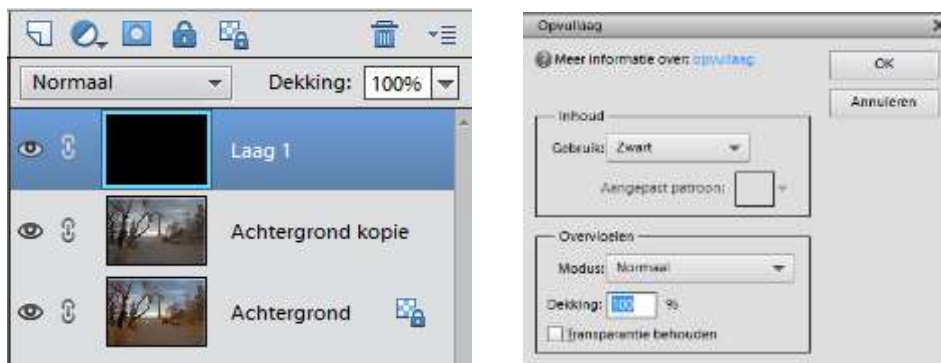 Normaal Dekking: 100%
Laag 1
Achtergrond kopie
Achtergrond
Opvullaag
Meer informatie over: opvullaag
OK
Annuleren
Inhoud
Gebruik: Zwart
Aangepast patroon:
Overvloeien
Modus: Normaal
Dekking: 100 %
Transparantie behouden